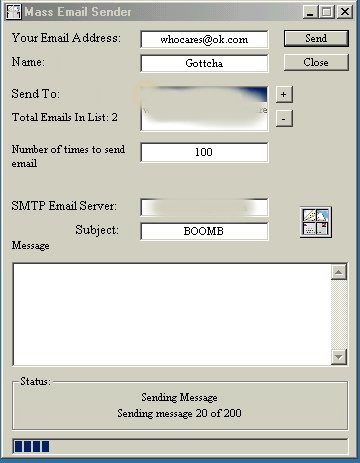 Mass Email Sender
Your Email Address: whocares@ok.com Send
Name: Gottcha Close
Send To: +
Total Emails In List: 2 -
Number of times to send
email 100
SMTP Email Server:
Subject: BOOMB
Message
Status:
Sending Message
Sending message 20 of 200